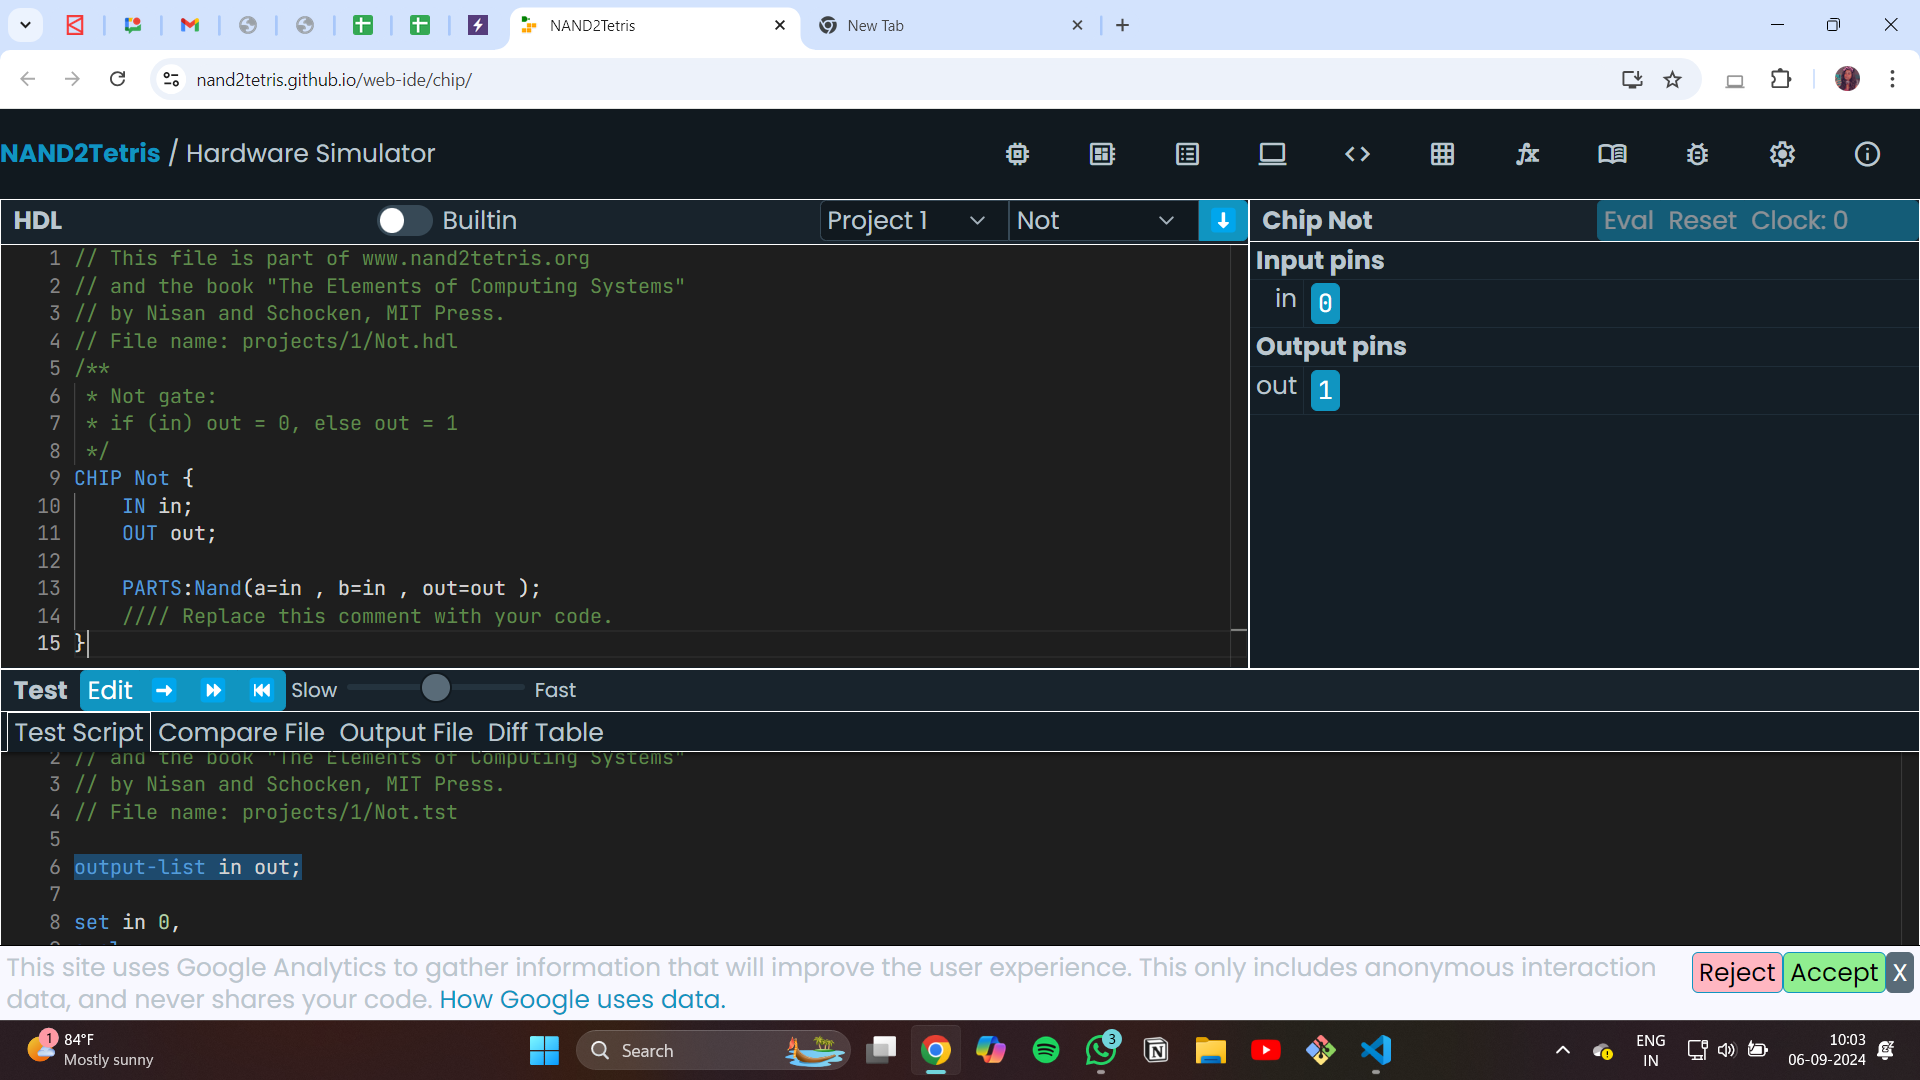 NAND2Tetris
New Tab
nand2tetris.github.io/web-ide/chip/
NAND2Tetris / Hardware Simulator
HDL Builtin Project 1 Not
1 // This file is part of www.nand2tetris.org
2 // and the book "The Elements of Computing Systems"
3 // by Nisan and Schocken, MIT Press.
4 // File name: projects/1/Not.hdl
5 /**
6 * Not gate:
7 * if (in) out = 0, else out = 1
8 */
9 CHIP Not {
10 IN in;
11 OUT out;
12
13 PARTS:Nand(a=in , b=in , out=out );
14 //// Replace this comment with your code.
15 }
Chip Not Eval Reset Clock: 0
Input pins
in 0
Output pins
out 1
Test Edit Slow Fast
Test Script Compare File Output File Diff Table
2 // and the book "The Elements of Computing Systems"
3 // by Nisan and Schocken, MIT Press.
4 // File name: projects/1/Not.tst
5
6 output-list in out;
7
8 set in 0,
This site uses Google Analytics to gather information that will improve the user experience. This only includes anonymous interaction
data, and never shares your code. How Google uses data.
Reject Accept X
1
84°F
Mostly sunny
Search
3
ENG
IN
10:03
06-09-2024